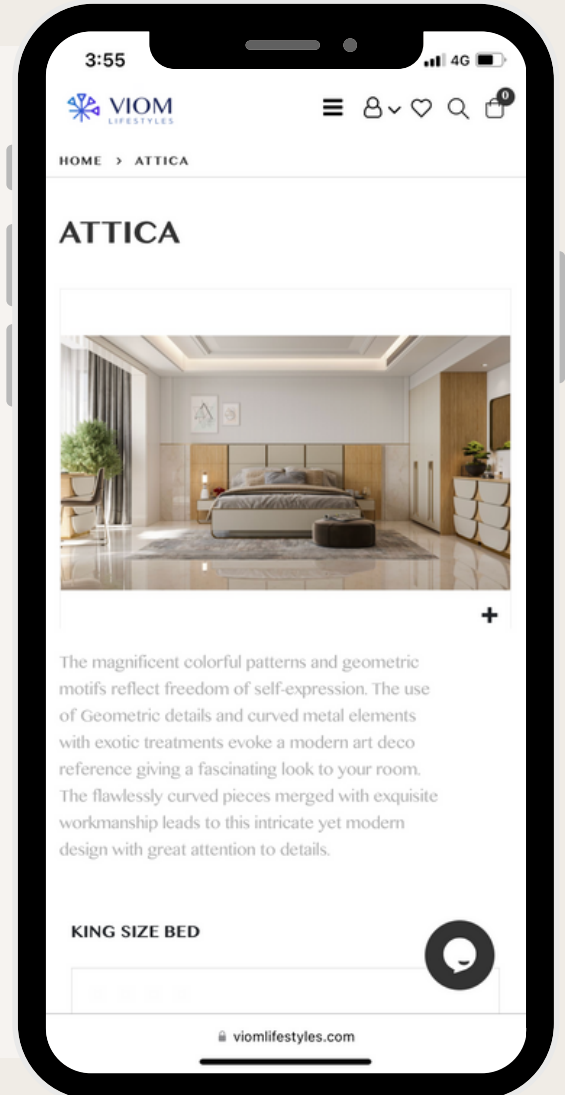 3:55
4G
VIOM
LIFESTYLES
0
HOME > ATTICA
ATTICA
+
The magnificent colorful patterns and geometric
motifs reflect freedom of self-expression. The use
of Geometric details and curved metal elements
with exotic treatments evoke a modern art deco
reference giving a fascinating look to your room.
The flawlessly curved pieces merged with exquisite
workmanship leads to this intricate yet modern
design with great attention to details.
KING SIZE BED
viomlifestyles.com